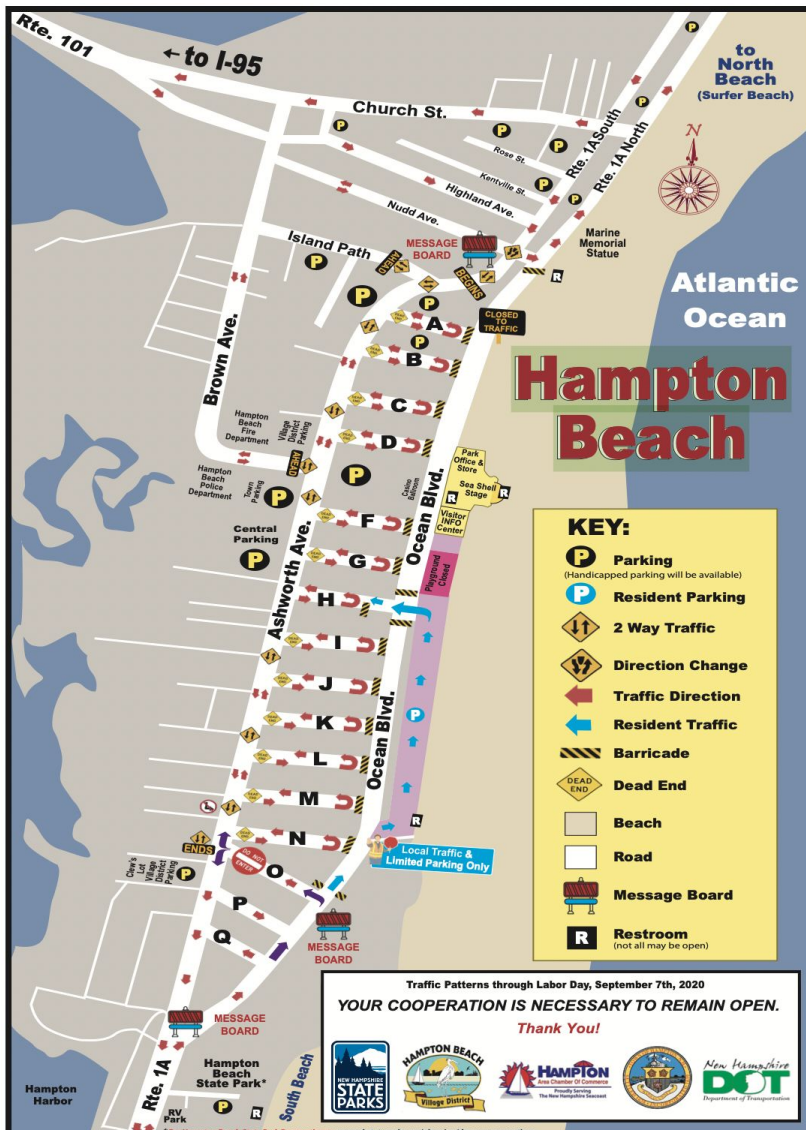 Rte. 101
← to I-95
to
North
Beach
(Surfer Beach)
Church St.
Rte. 1A South
Rte. 1A North
N
Rose St.
Kentville St.
Highland Ave.
Nudd Ave.
Marine
Memorial
Statue
Island Path
MESSAGE
BOARD
AHEAD
BEGINS
R
Atlantic
Ocean
CLOSED
TO
TRAFFIC
Hampton
Beach
Brown Ave.
A
B
C
D
Hampton
Beach Fire
Department
Village
District
Parking
AHEAD
Hampton
Beach Police
Department
Town
Parking
Casino
Ballroom
Ocean Blvd.
Park
Office &
Store
Sea Shell
Stage
R
R
Visitor
INFO
Center
Playground
Closed
Central
Parking
Ashworth Ave.
F
G
H
I
J
K
L
M
N
O
P
Q
Ocean Blvd.
P
R
KEY:
P Parking
(Handicapped parking will be available)
P Resident Parking
2 Way Traffic
Direction Change
Traffic Direction
Resident Traffic
Barricade
DEAD
END
Dead End
Beach
Road
Message Board
R Restroom
(not all may be open)
ENDS
DO NOT
ENTER
Local Traffic &
Limited Parking Only
Clew's
Lot
Village
District
Parking
P
MESSAGE
BOARD
MESSAGE
BOARD
Rte. 1A
Hampton
Beach
State Park*
Hampton
Harbor
RV
Park
P
R
South Beach
Traffic Patterns through Labor Day, September 7th, 2020
YOUR COOPERATION IS NECESSARY TO REMAIN OPEN.
Thank You!
NEW HAMPSHIRE
STATE
PARKS
HAMPTON BEACH
Village District
HAMPTON
Area Chamber Of Commerce
Proudly Serving
The New Hampshire Seacoast
New Hampshire
DOT
Department of Transportation